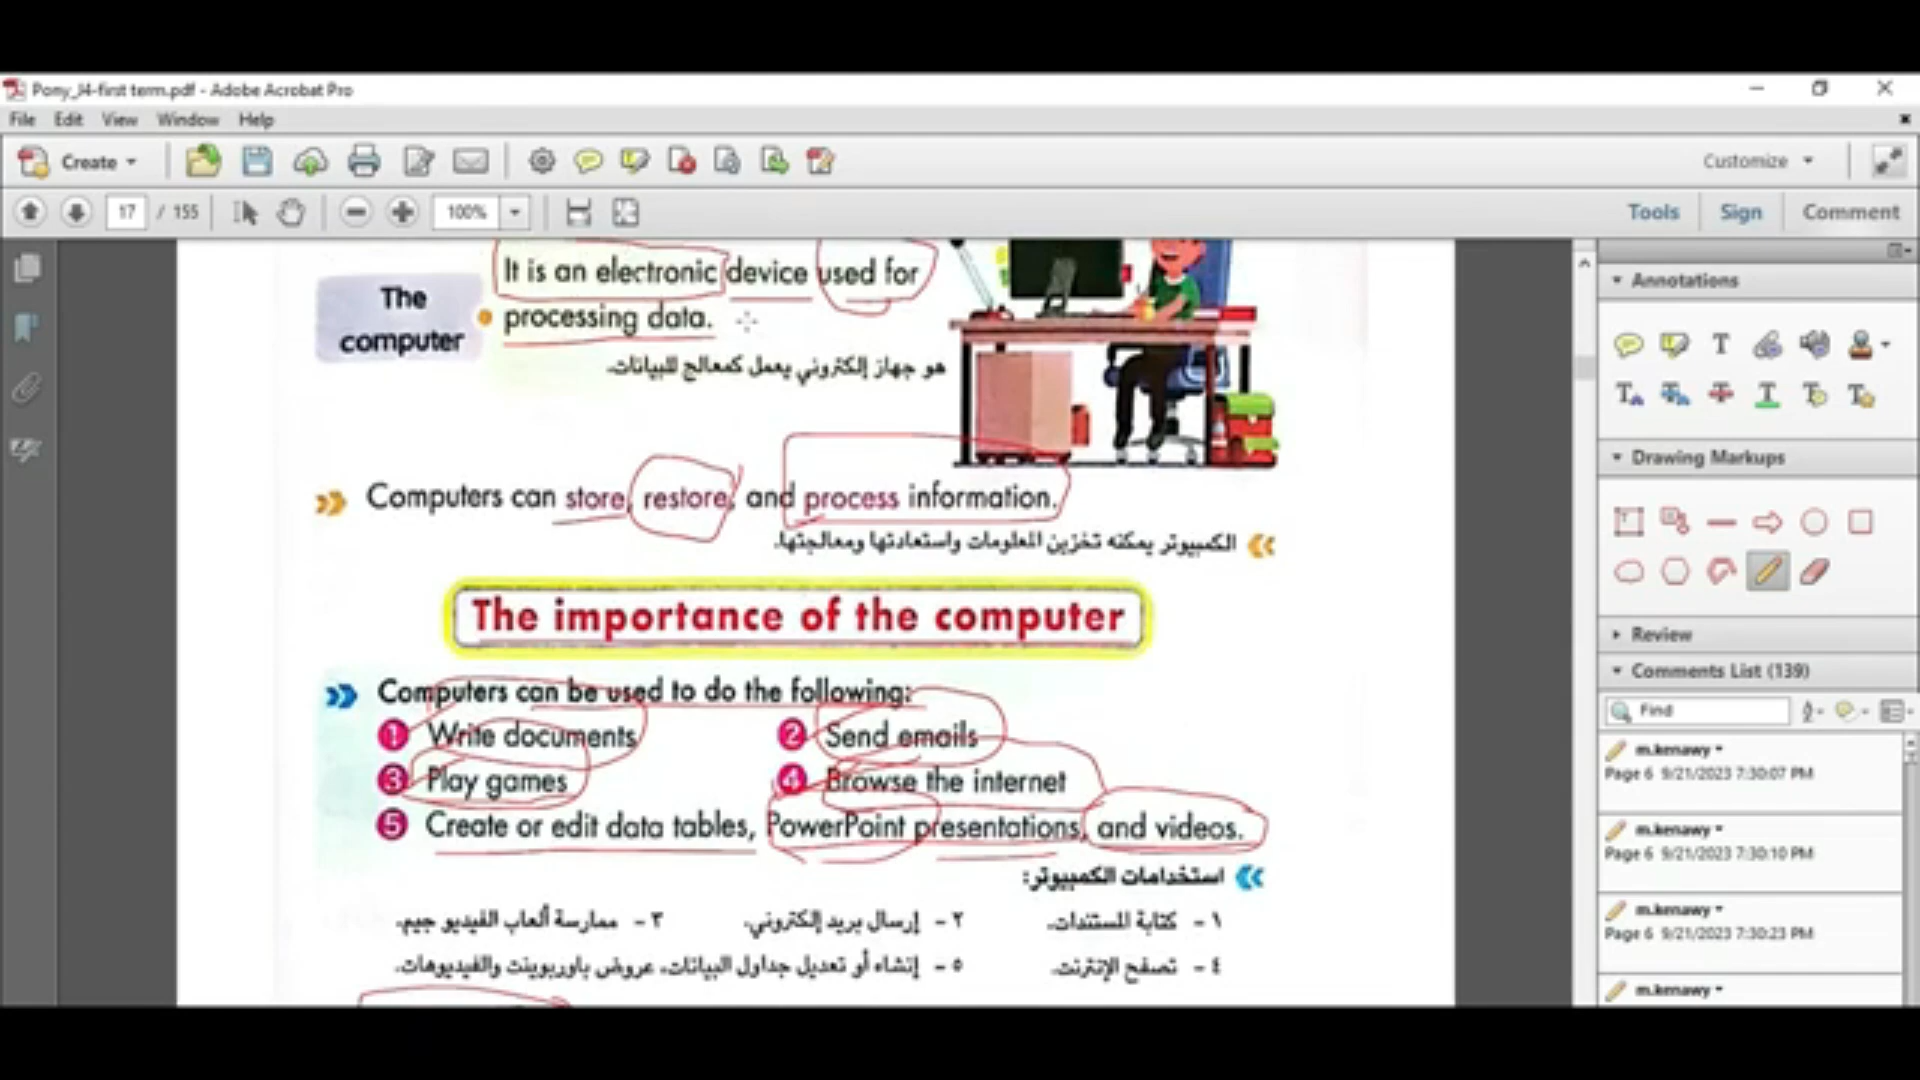 Pony_J4-first term.pdf - Adobe Acrobat Pro
File Edit View Window Help
Create Customize
17 / 155 100% Tools Sign Comment
The computer
It is an electronic device used for
processing data.
هو جهاز إلكتروني يعمل كمعالج للبيانات.
Computers can store, restore, and process information.
الكمبيوتر يمكنه تخزين المعلومات واستعادتها ومعالجتها.
The importance of the computer
Computers can be used to do the following:
1 Write documents 2 Send emails
3 Play games 4 Browse the internet
5 Create or edit data tables, PowerPoint presentations, and videos.
استخدامات الكمبيوتر:
١ - كتابة المستندات. ٢ - إرسال بريد إلكتروني. ٣ - ممارسة ألعاب الفيديو جيم.
٤ - تصفح الإنترنت. ٥ - إنشاء أو تعديل جداول البيانات، عروض باوربوينت والفيديوهات.
Annotations
Drawing Markups
Review
Comments List (139)
Find
m.kenawy
Page 6 9/21/2023 7:30:07 PM
m.kenawy
Page 6 9/21/2023 7:30:10 PM
m.kenawy
Page 6 9/21/2023 7:30:23 PM
m.kenawy